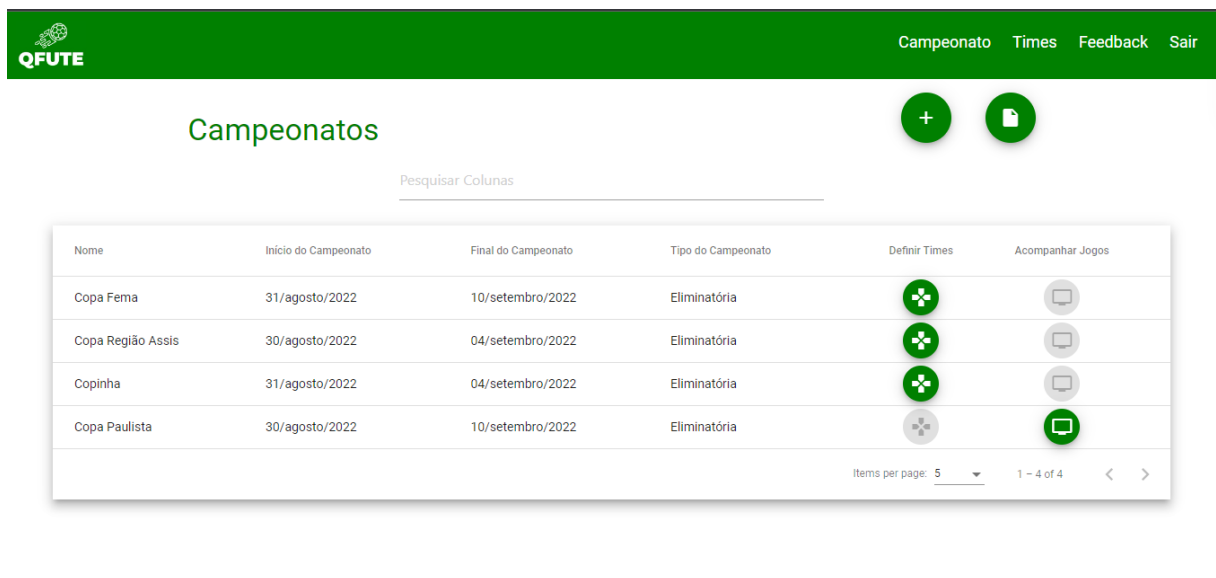 QFUTE
Campeonato Times Feedback Sair
Campeonatos
Pesquisar Colunas
Nome Início do Campeonato Final do Campeonato Tipo do Campeonato Definir Times Acompanhar Jogos
Copa Fema 31/agosto/2022 10/setembro/2022 Eliminatória
Copa Região Assis 30/agosto/2022 04/setembro/2022 Eliminatória
Copinha 31/agosto/2022 04/setembro/2022 Eliminatória
Copa Paulista 30/agosto/2022 10/setembro/2022 Eliminatória
Items per page: 5 1 – 4 of 4